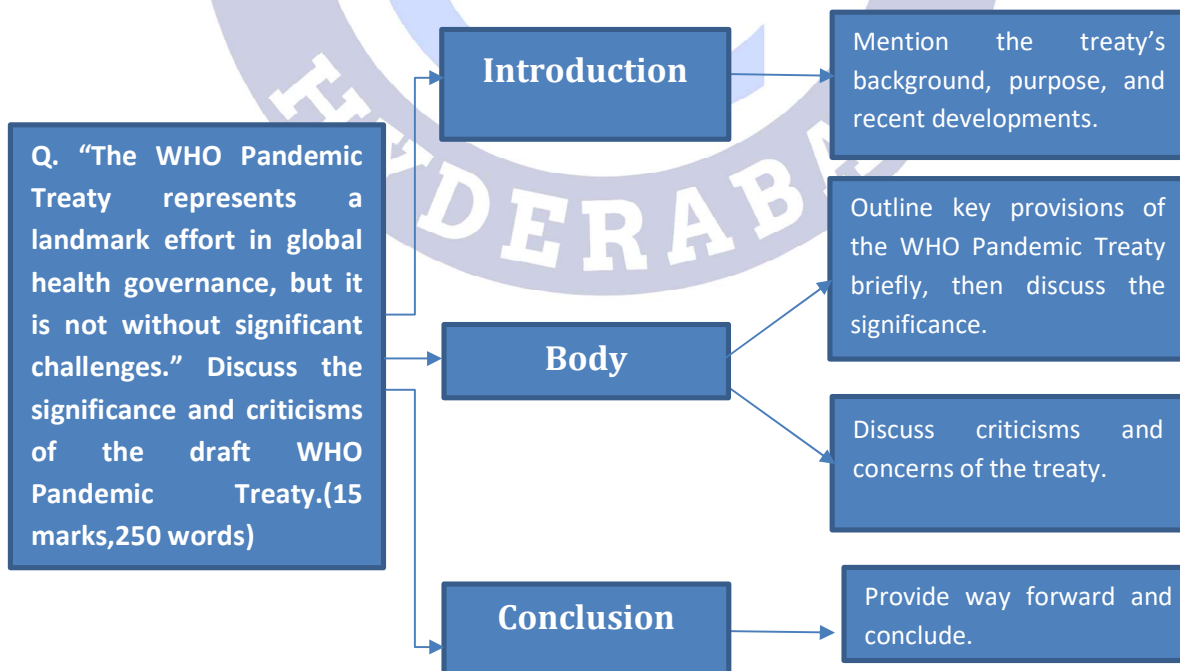 Q. “The WHO Pandemic
Treaty represents a
landmark effort in global
health governance, but it
is not without significant
challenges.” Discuss the
significance and criticisms
of the draft WHO
Pandemic Treaty.(15
marks,250 words)
Introduction
Mention the treaty’s
background, purpose, and
recent developments.
Body
Outline key provisions of
the WHO Pandemic Treaty
briefly, then discuss the
significance.
Discuss criticisms and
concerns of the treaty.
Conclusion
Provide way forward and
conclude.
HYDERABA